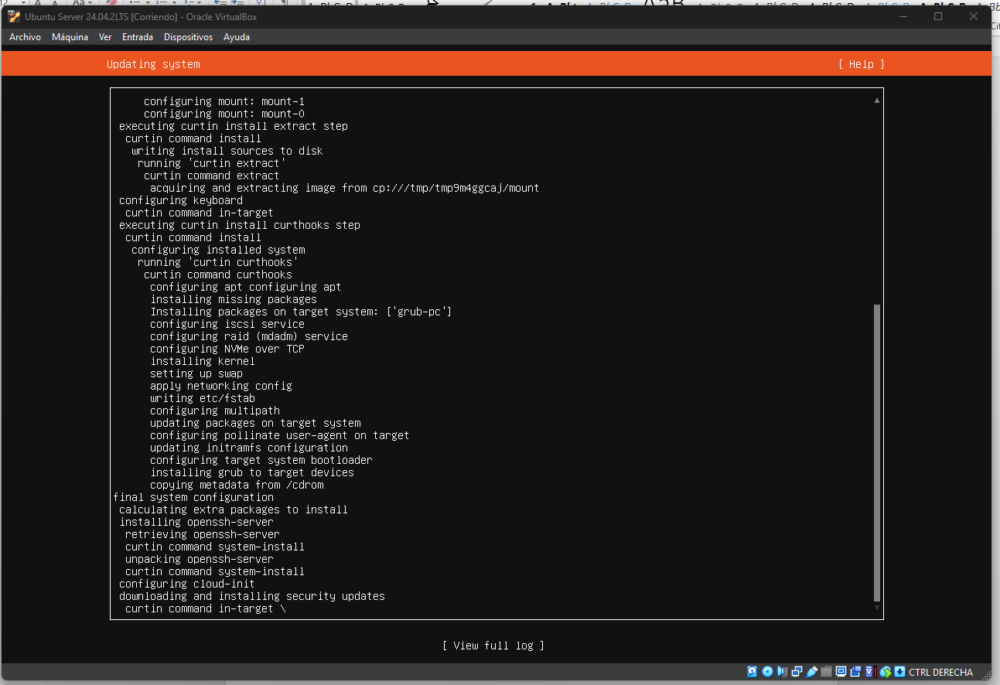 Ubuntu Server 24.04.2LTS [Corriendo] - Oracle VirtualBox
Archivo Máquina Ver Entrada Dispositivos Ayuda
Updating system [ Help ]
configuring mount: mount-1
configuring mount: mount-0
executing curtin install extract step
curtin command install
writing install sources to disk
running 'curtin extract'
curtin command extract
acquiring and extracting image from cp:///tmp/tmp9m4ggcaj/mount
configuring keyboard
curtin command in-target
executing curtin install curthooks step
curtin command install
configuring installed system
running 'curtin curthooks'
curtin command curthooks
configuring apt configuring apt
installing missing packages
Installing packages on target system: ['grub-pc']
configuring iscsi service
configuring raid (mdadm) service
configuring NVMe over TCP
installing kernel
setting up swap
apply networking config
writing etc/fstab
configuring multipath
updating packages on target system
configuring pollinate user-agent on target
updating initramfs configuration
configuring target system bootloader
installing grub to target devices
copying metadata from /cdrom
final system configuration
calculating extra packages to install
installing openssh-server
retrieving openssh-server
curtin command system-install
unpacking openssh-server
curtin command system-install
configuring cloud-init
downloading and installing security updates
curtin command in-target \
[ View full log ]
CTRL DERECHA